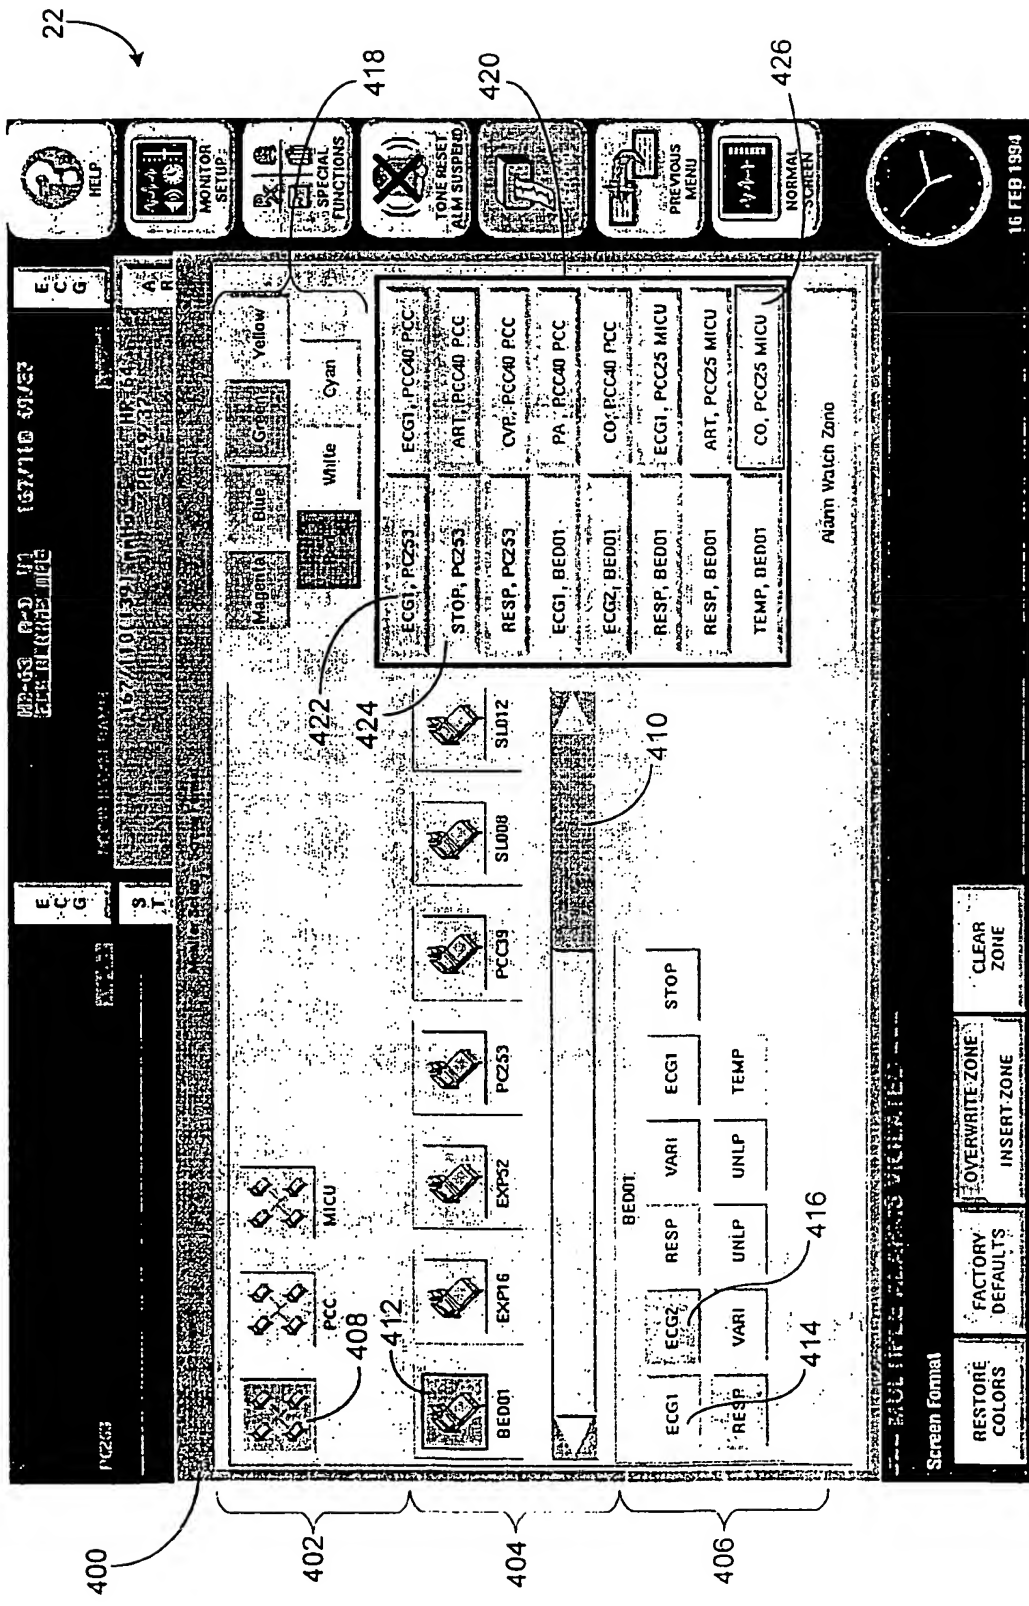 22
418
420
426
HELP
MONITOR
SETUP
SPECIAL
FUNCTIONS
TONE RESET
ALM SUSPEND
PREVIOUS
MENU
NORMAL
SCREEN
16 FEB 1994
E
C
G
E
C
G
S
T
A
R
PC263
Magenta
Blue
Green
Yellow
White
Cyan
PCC
MICU
408
412
BED01
EXP16
EXP52
PC253
PCC39
SL008
SL012
410
422
424
ECG1, PC253
STOP, PC253
RESP, PC253
ECG1, BED01
ECG2, BED01
RESP, BED01
RESP, BED01
TEMP, BED01
ECG1, PCC40 PCC
ART, PCC40 PCC
CVP, PCC40 PCC
PA, PCC40 PCC
CO, PCC40 PCC
ECG1, PCC25 MICU
ART, PCC25 MICU
CO, PCC25 MICU
Alarm Watch Zone
BED01
ECG1
ECG2
RESP
VARI
ECG1
STOP
RESP
VARI
UNLP
UNLP
TEMP
414
416
Screen Format
RESTORE
COLORS
FACTORY
DEFAULTS
OVERWRITE ZONE
INSERT ZONE
CLEAR
ZONE
400
402
404
406